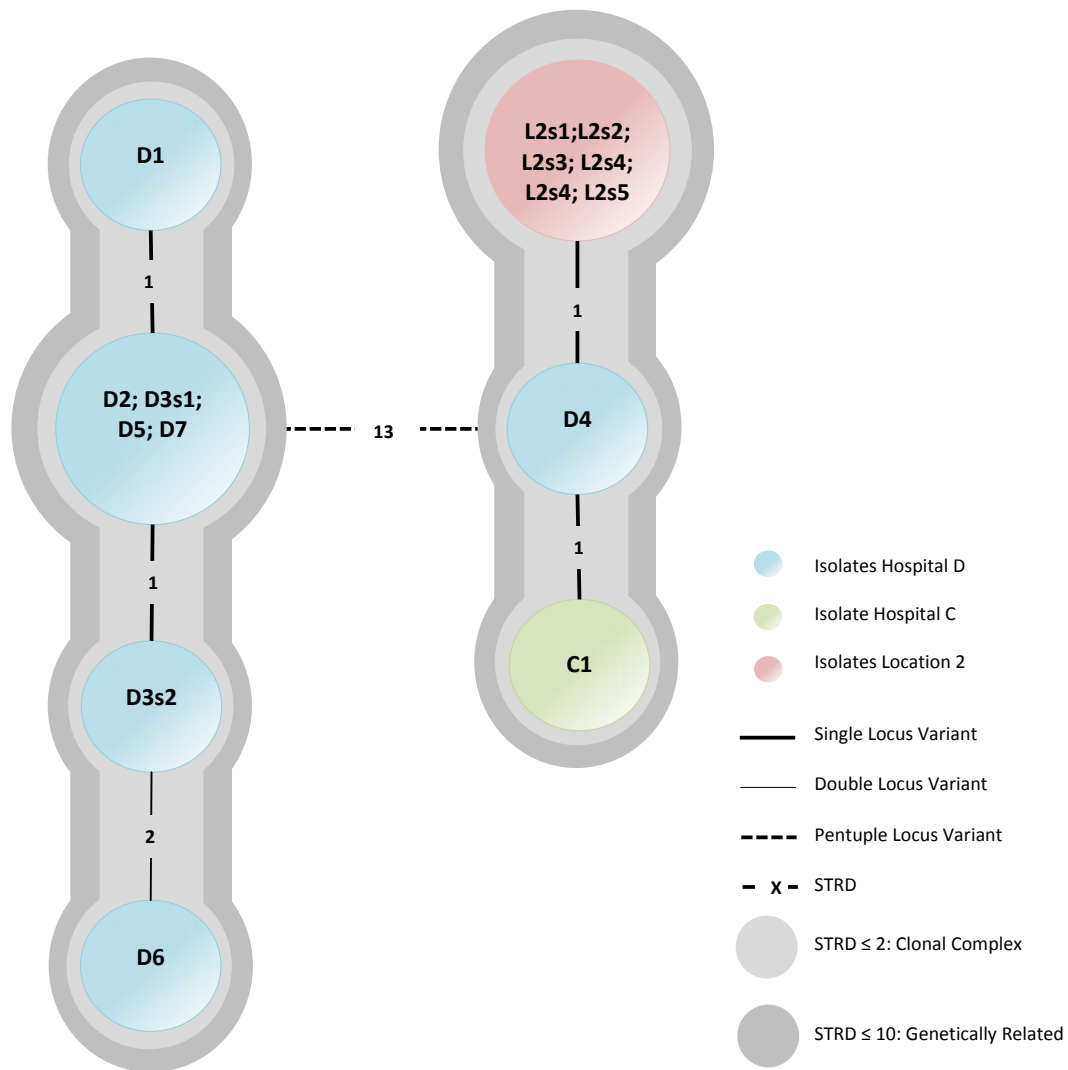 D1
1
D2; D3s1;
D5; D7
1
D3s2
2
D6
13
L2s1;L2s2;
L2s3; L2s4;
L2s4; L2s5
1
D4
1
C1
Isolates Hospital D
Isolate Hospital C
Isolates Location 2
Single Locus Variant
Double Locus Variant
Pentuple Locus Variant
X STRD
STRD ≤ 2: Clonal Complex
STRD ≤ 10: Genetically Related